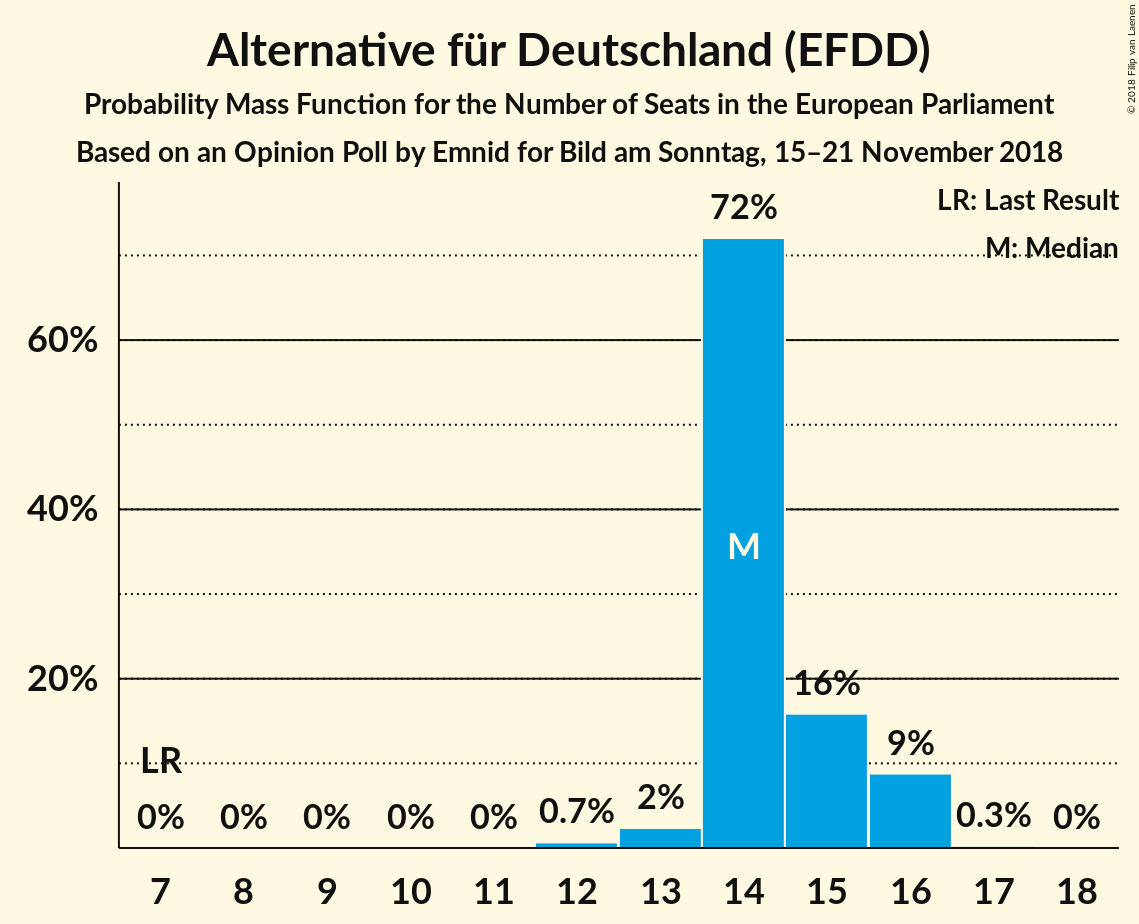 Alternative für Deutschland (EFDD)
Probability Mass Function for the Number of Seats in the European Parliament
Based on an Opinion Poll by Emnid for Bild am Sonntag, 15–21 November 2018
© 2018 Filip van Laenen
LR: Last Result
M: Median
72%
60%
40%
M
20%
16%
9%
LR
2%
0% 0% 0% 0% 0% 0.7% 0.3% 0%
7 8 9 10 11 12 13 14 15 16 17 18